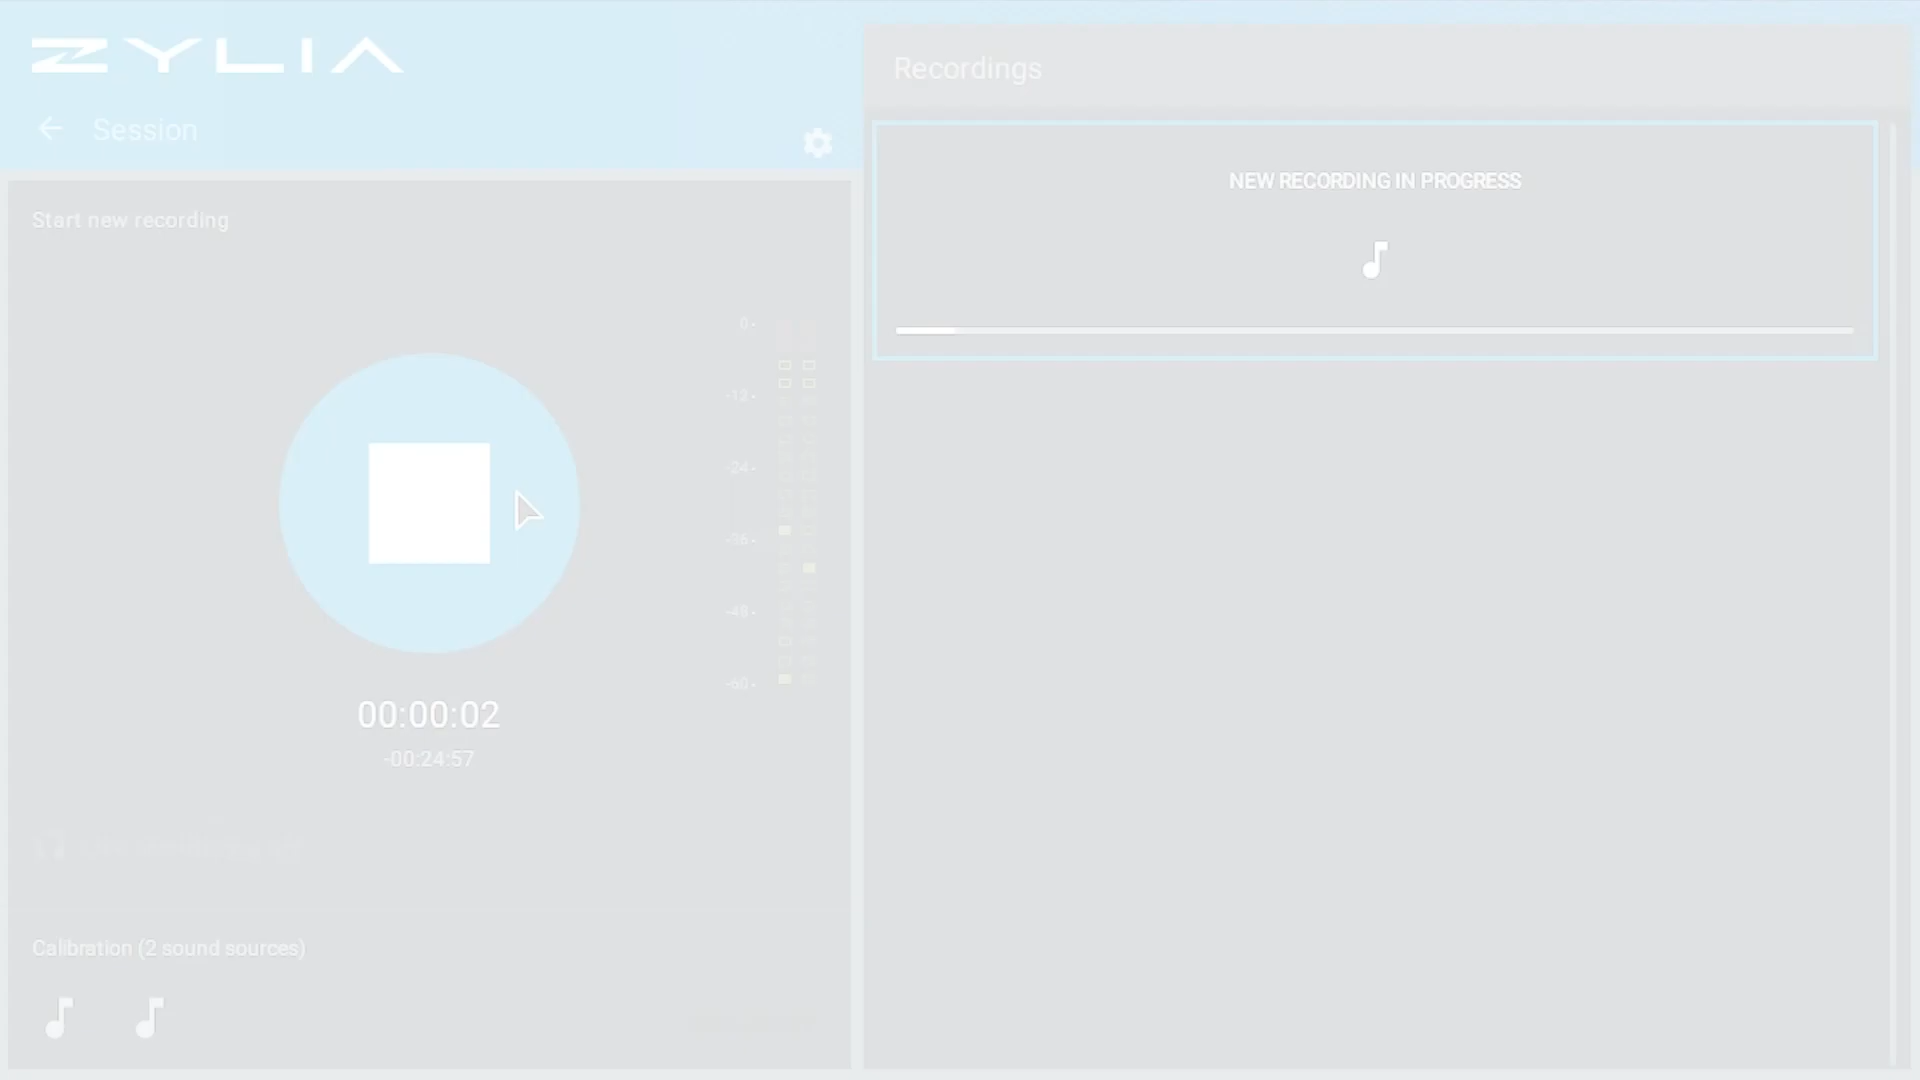 ZYLIA
Session
Start new recording
0
-12
-24
-36
-48
-60
00:00:02
-00:24:57
Calibration (2 sound sources)
Recordings
NEW RECORDING IN PROGRESS